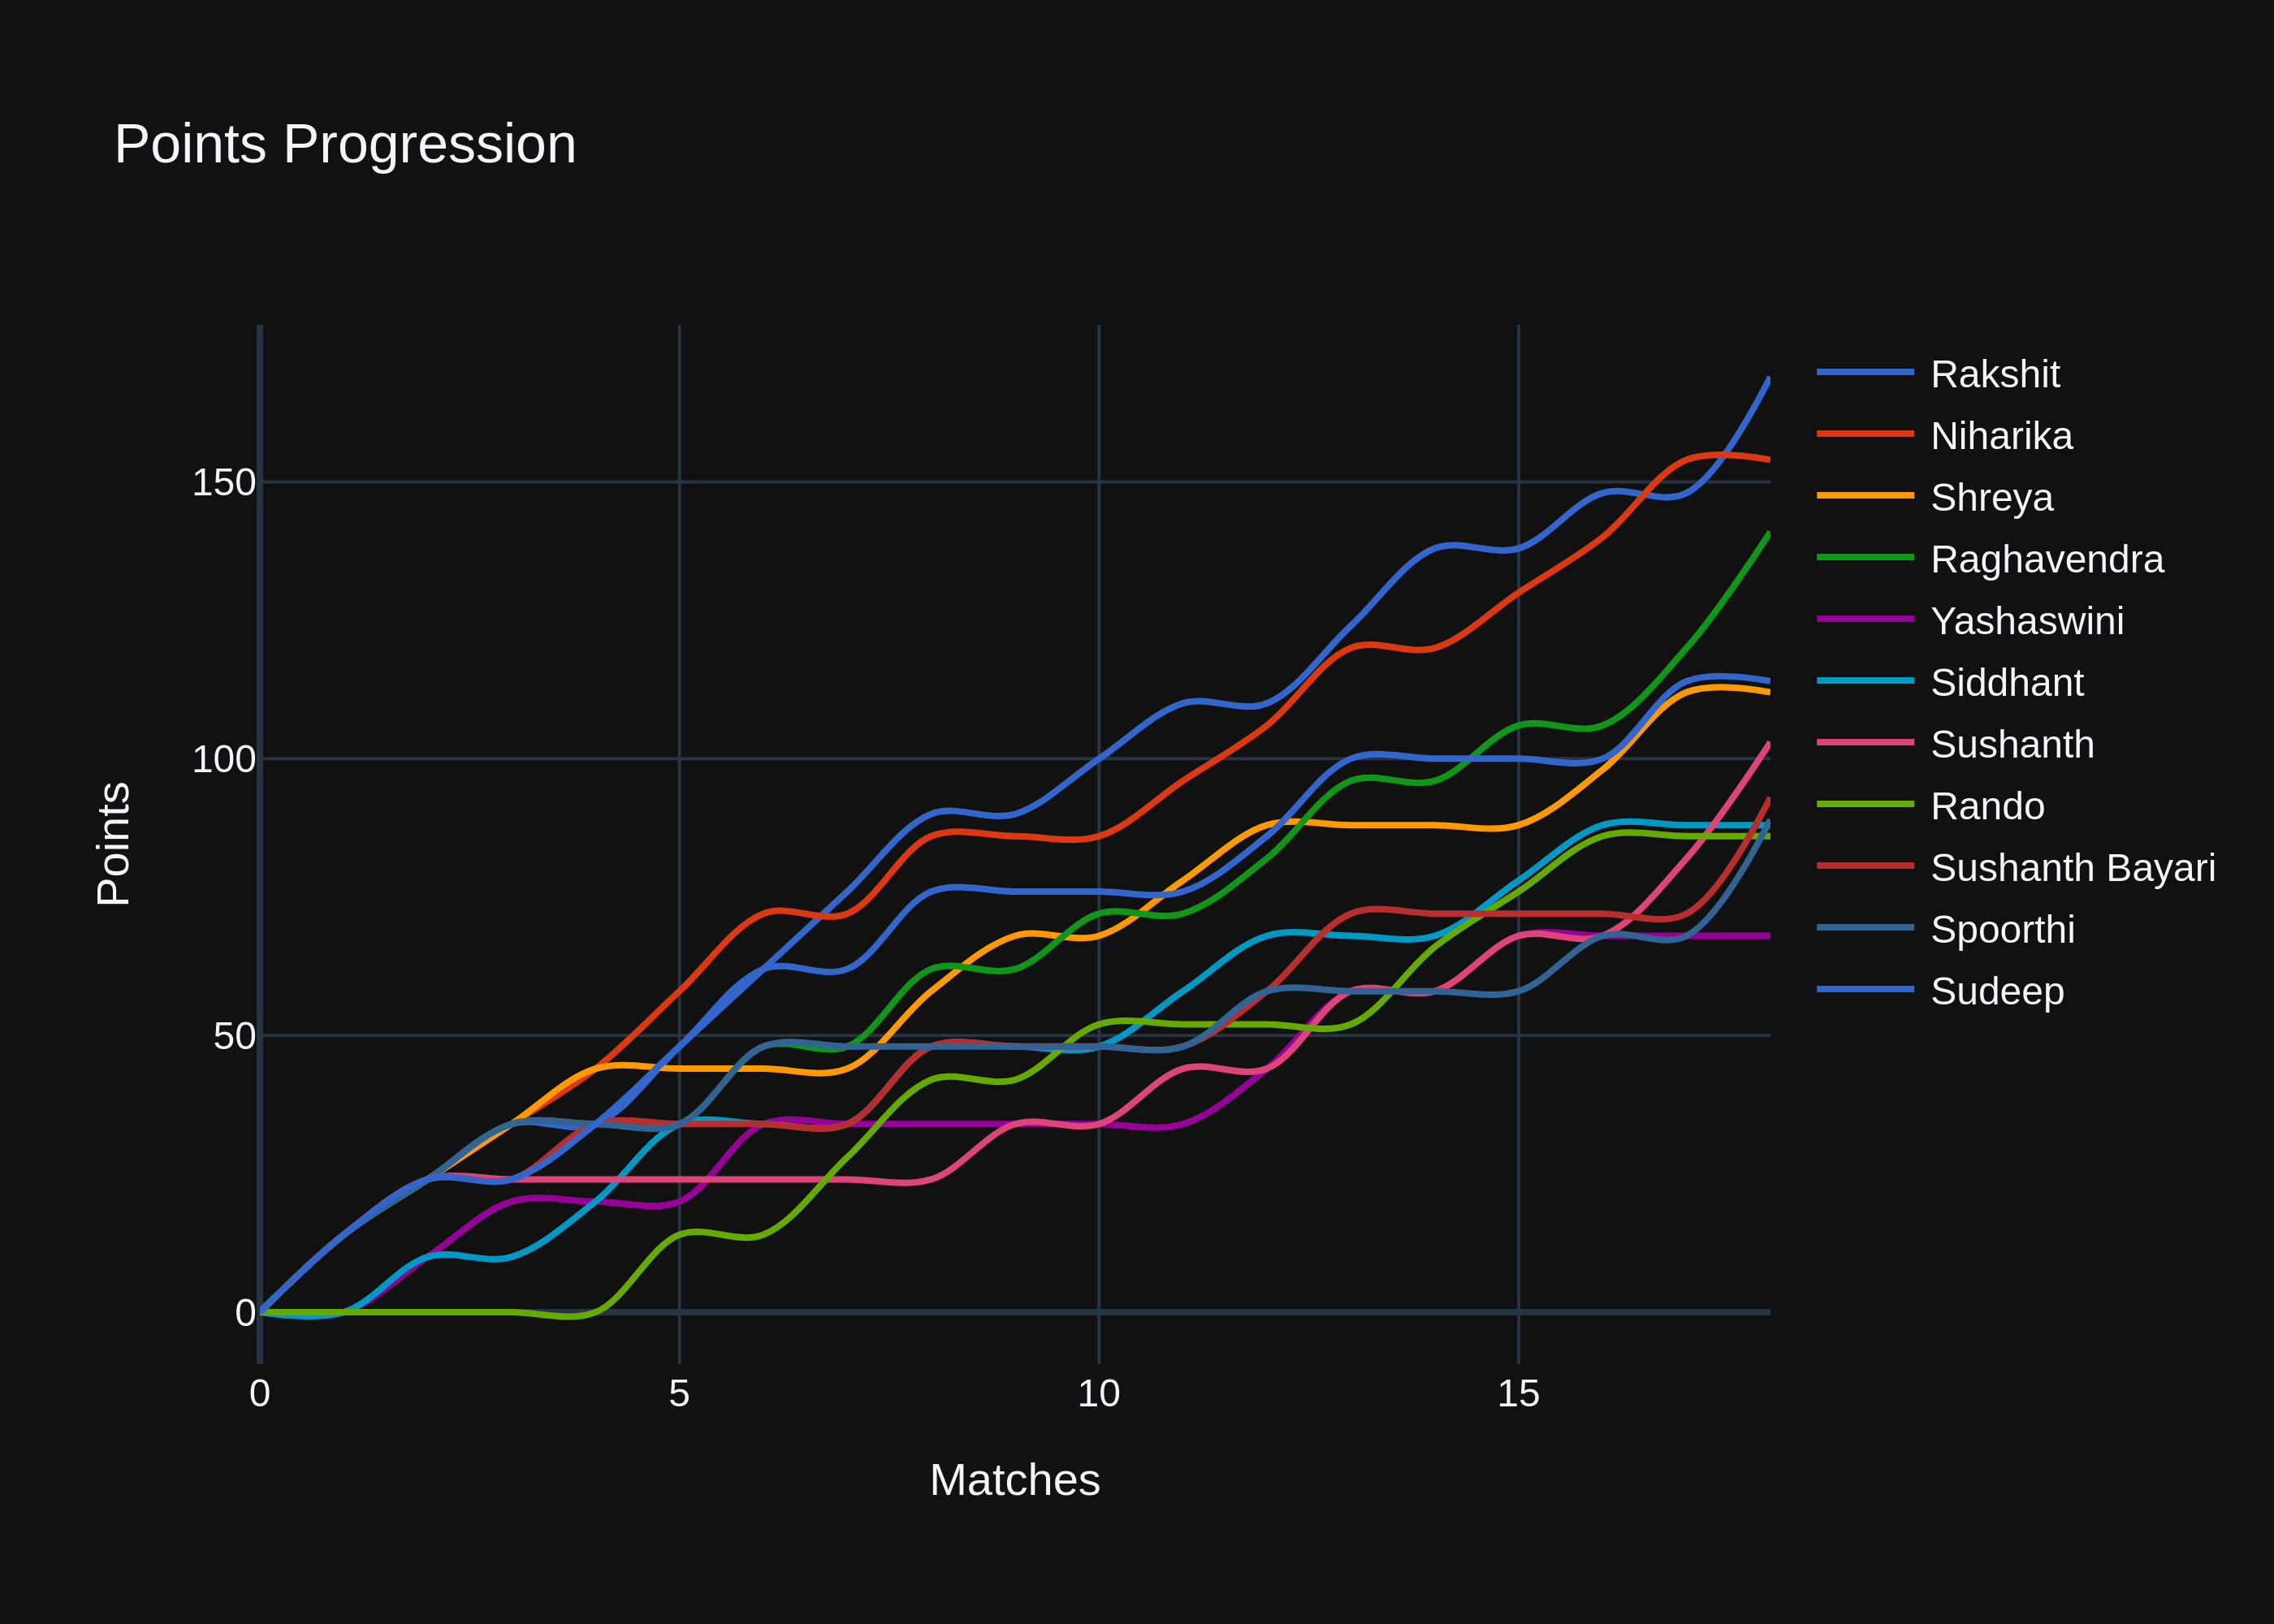 Points Progression
Points
150
100
50
0
0
5
10
15
Matches
Rakshit
Niharika
Shreya
Raghavendra
Yashaswini
Siddhant
Sushanth
Rando
Sushanth Bayari
Spoorthi
Sudeep